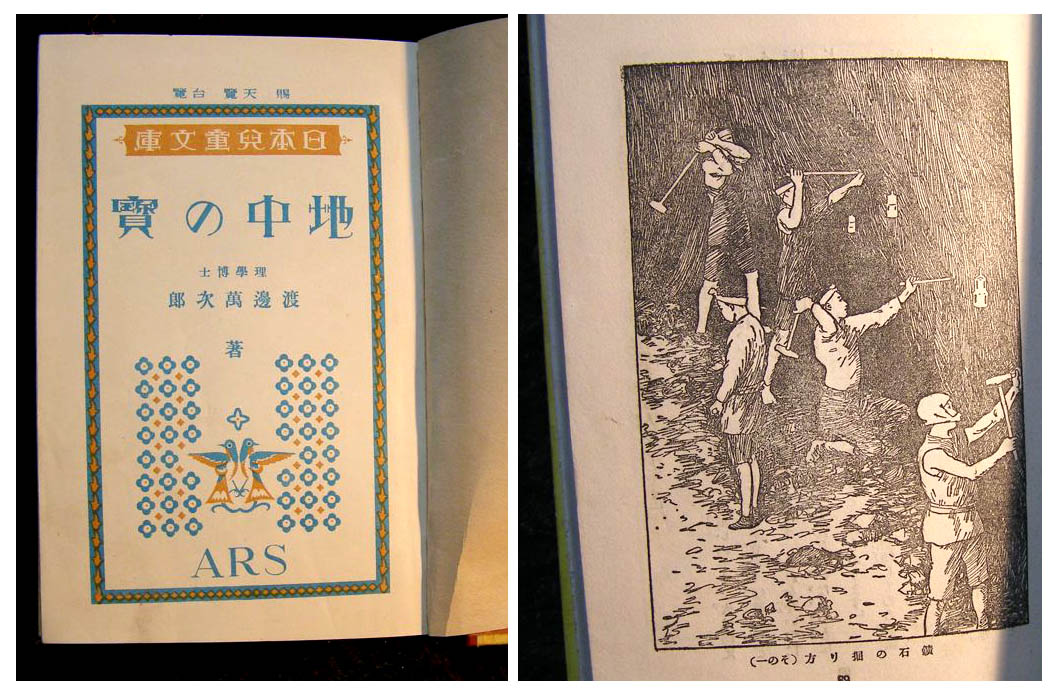 賜 天覽 台覽
日本兒童文庫
地中の寶
理學博士
渡邊萬次郎
著
ARS
鑛石の掘り方(その一)